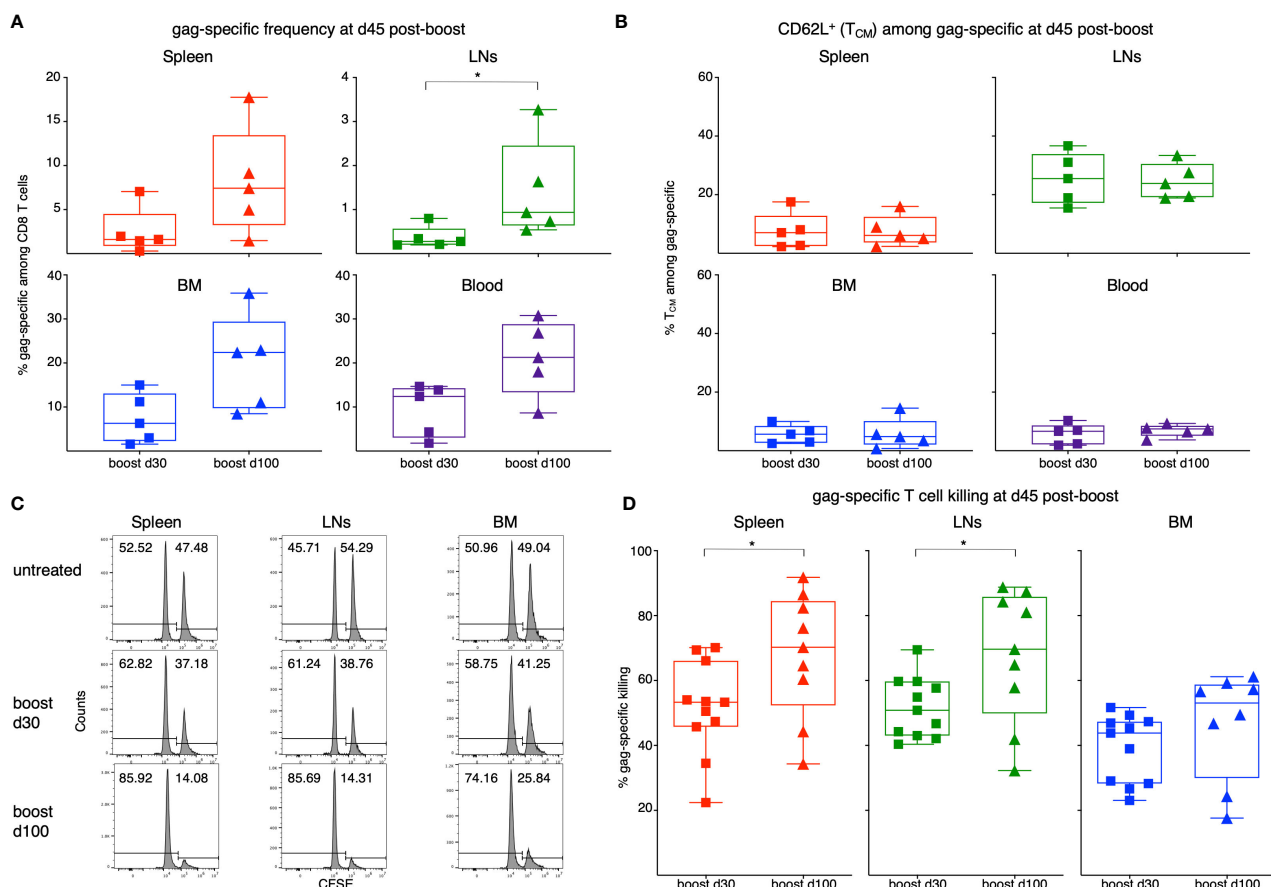 A
gag-specific frequency at d45 post-boost
Spleen
LNs
% gag-specific among CD8 T cells
20
15
10
5
4
3
2
1
*
BM
Blood
40
30
20
10
40
30
20
10
boost d30
boost d100
boost d30
boost d100
B
CD62L+ (TCM) among gag-specific at d45 post-boost
Spleen
LNs
% TCM among gag-specific
60
40
20
60
40
20
BM
Blood
60
40
20
60
40
20
boost d30
boost d100
boost d30
boost d100
C
Spleen
LNs
BM
untreated
52.52 47.48
45.71 54.29
50.96 49.04
boost
d30
62.82 37.18
61.24 38.76
58.75 41.25
boost
d100
85.92 14.08
85.69 14.31
74.16 25.84
Counts
CFSE
D
gag-specific T cell killing at d45 post-boost
Spleen
LNs
BM
% gag-specific killing
100
80
60
40
20
*
*
boost d30
boost d100
boost d30
boost d100
boost d30
boost d100